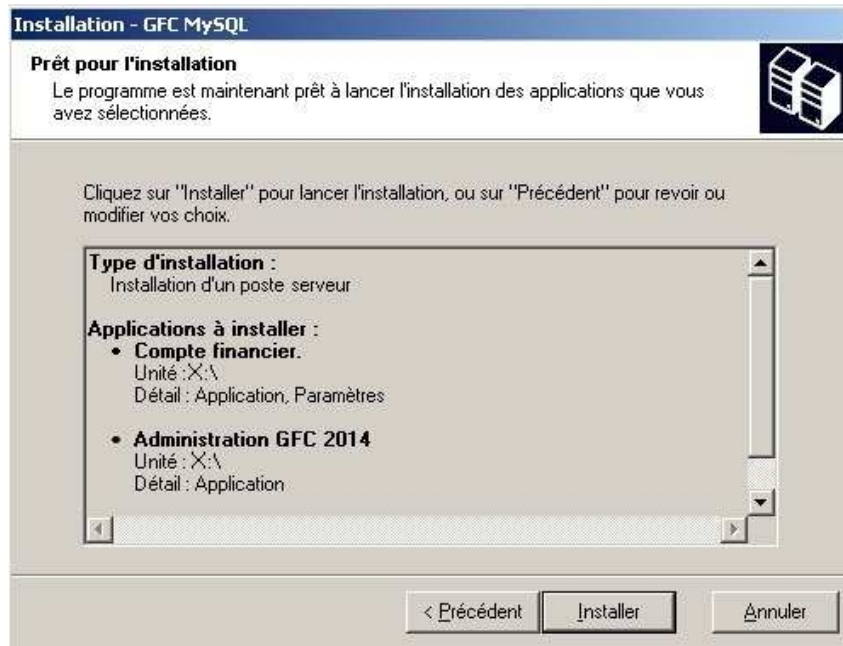 Installation - GFC MySQL
Prêt pour l'installation
Le programme est maintenant prêt à lancer l'installation des applications que vous
avez sélectionnées.
Cliquez sur "Installer" pour lancer l'installation, ou sur "Précédent" pour revoir ou
modifier vos choix.
Type d'installation :
Installation d'un poste serveur
Applications à installer :
• Compte financier.
Unité :X:\
Détail : Application, Paramètres
• Administration GFC 2014
Unité : X:\
Détail : Application
< Précédent Installer Annuler